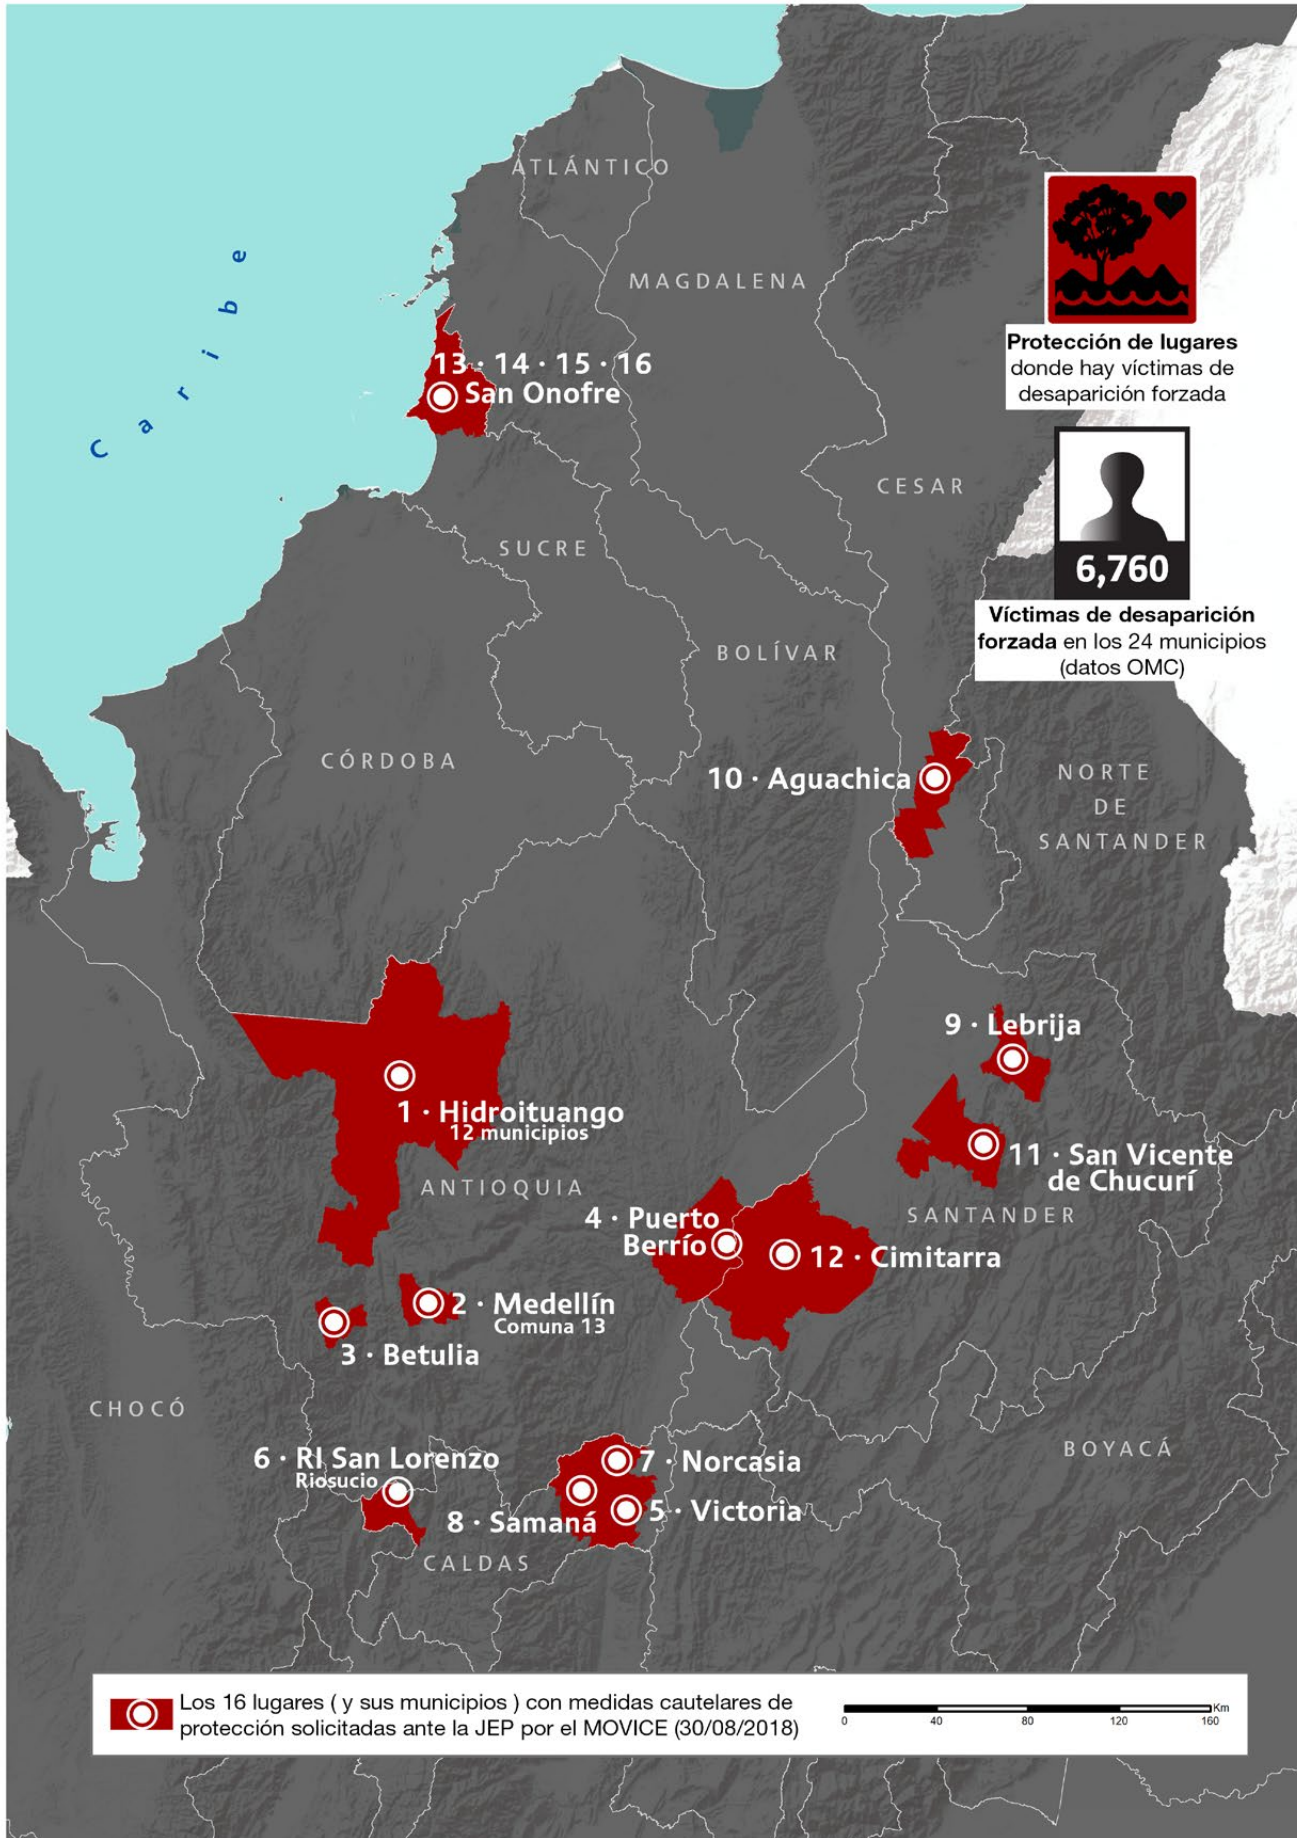 ATLÁNTICO
MAGDALENA
Caribe
13 · 14 · 15 · 16
San Onofre
Protección de lugares
donde hay víctimas de
desaparición forzada
CESAR
SUCRE
6,760
Víctimas de desaparición
forzada en los 24 municipios
(datos OMC)
BOLÍVAR
CÓRDOBA
10 · Aguachica
NORTE
DE
SANTANDER
9 · Lebrija
1 · Hidroituango
12 municipios
11 · San Vicente
de Chucurí
ANTIOQUIA
SANTANDER
4 · Puerto
Berrío
12 · Cimitarra
2 · Medellín
Comuna 13
3 · Betulia
CHOCÓ
BOYACÁ
6 · RI San Lorenzo
Riosucio
7 · Norcasia
8 · Samaná
5 · Victoria
CALDAS
Los 16 lugares ( y sus municipios ) con medidas cautelares de
protección solicitadas ante la JEP por el MOVICE (30/08/2018)
Km
0 40 80 120 160